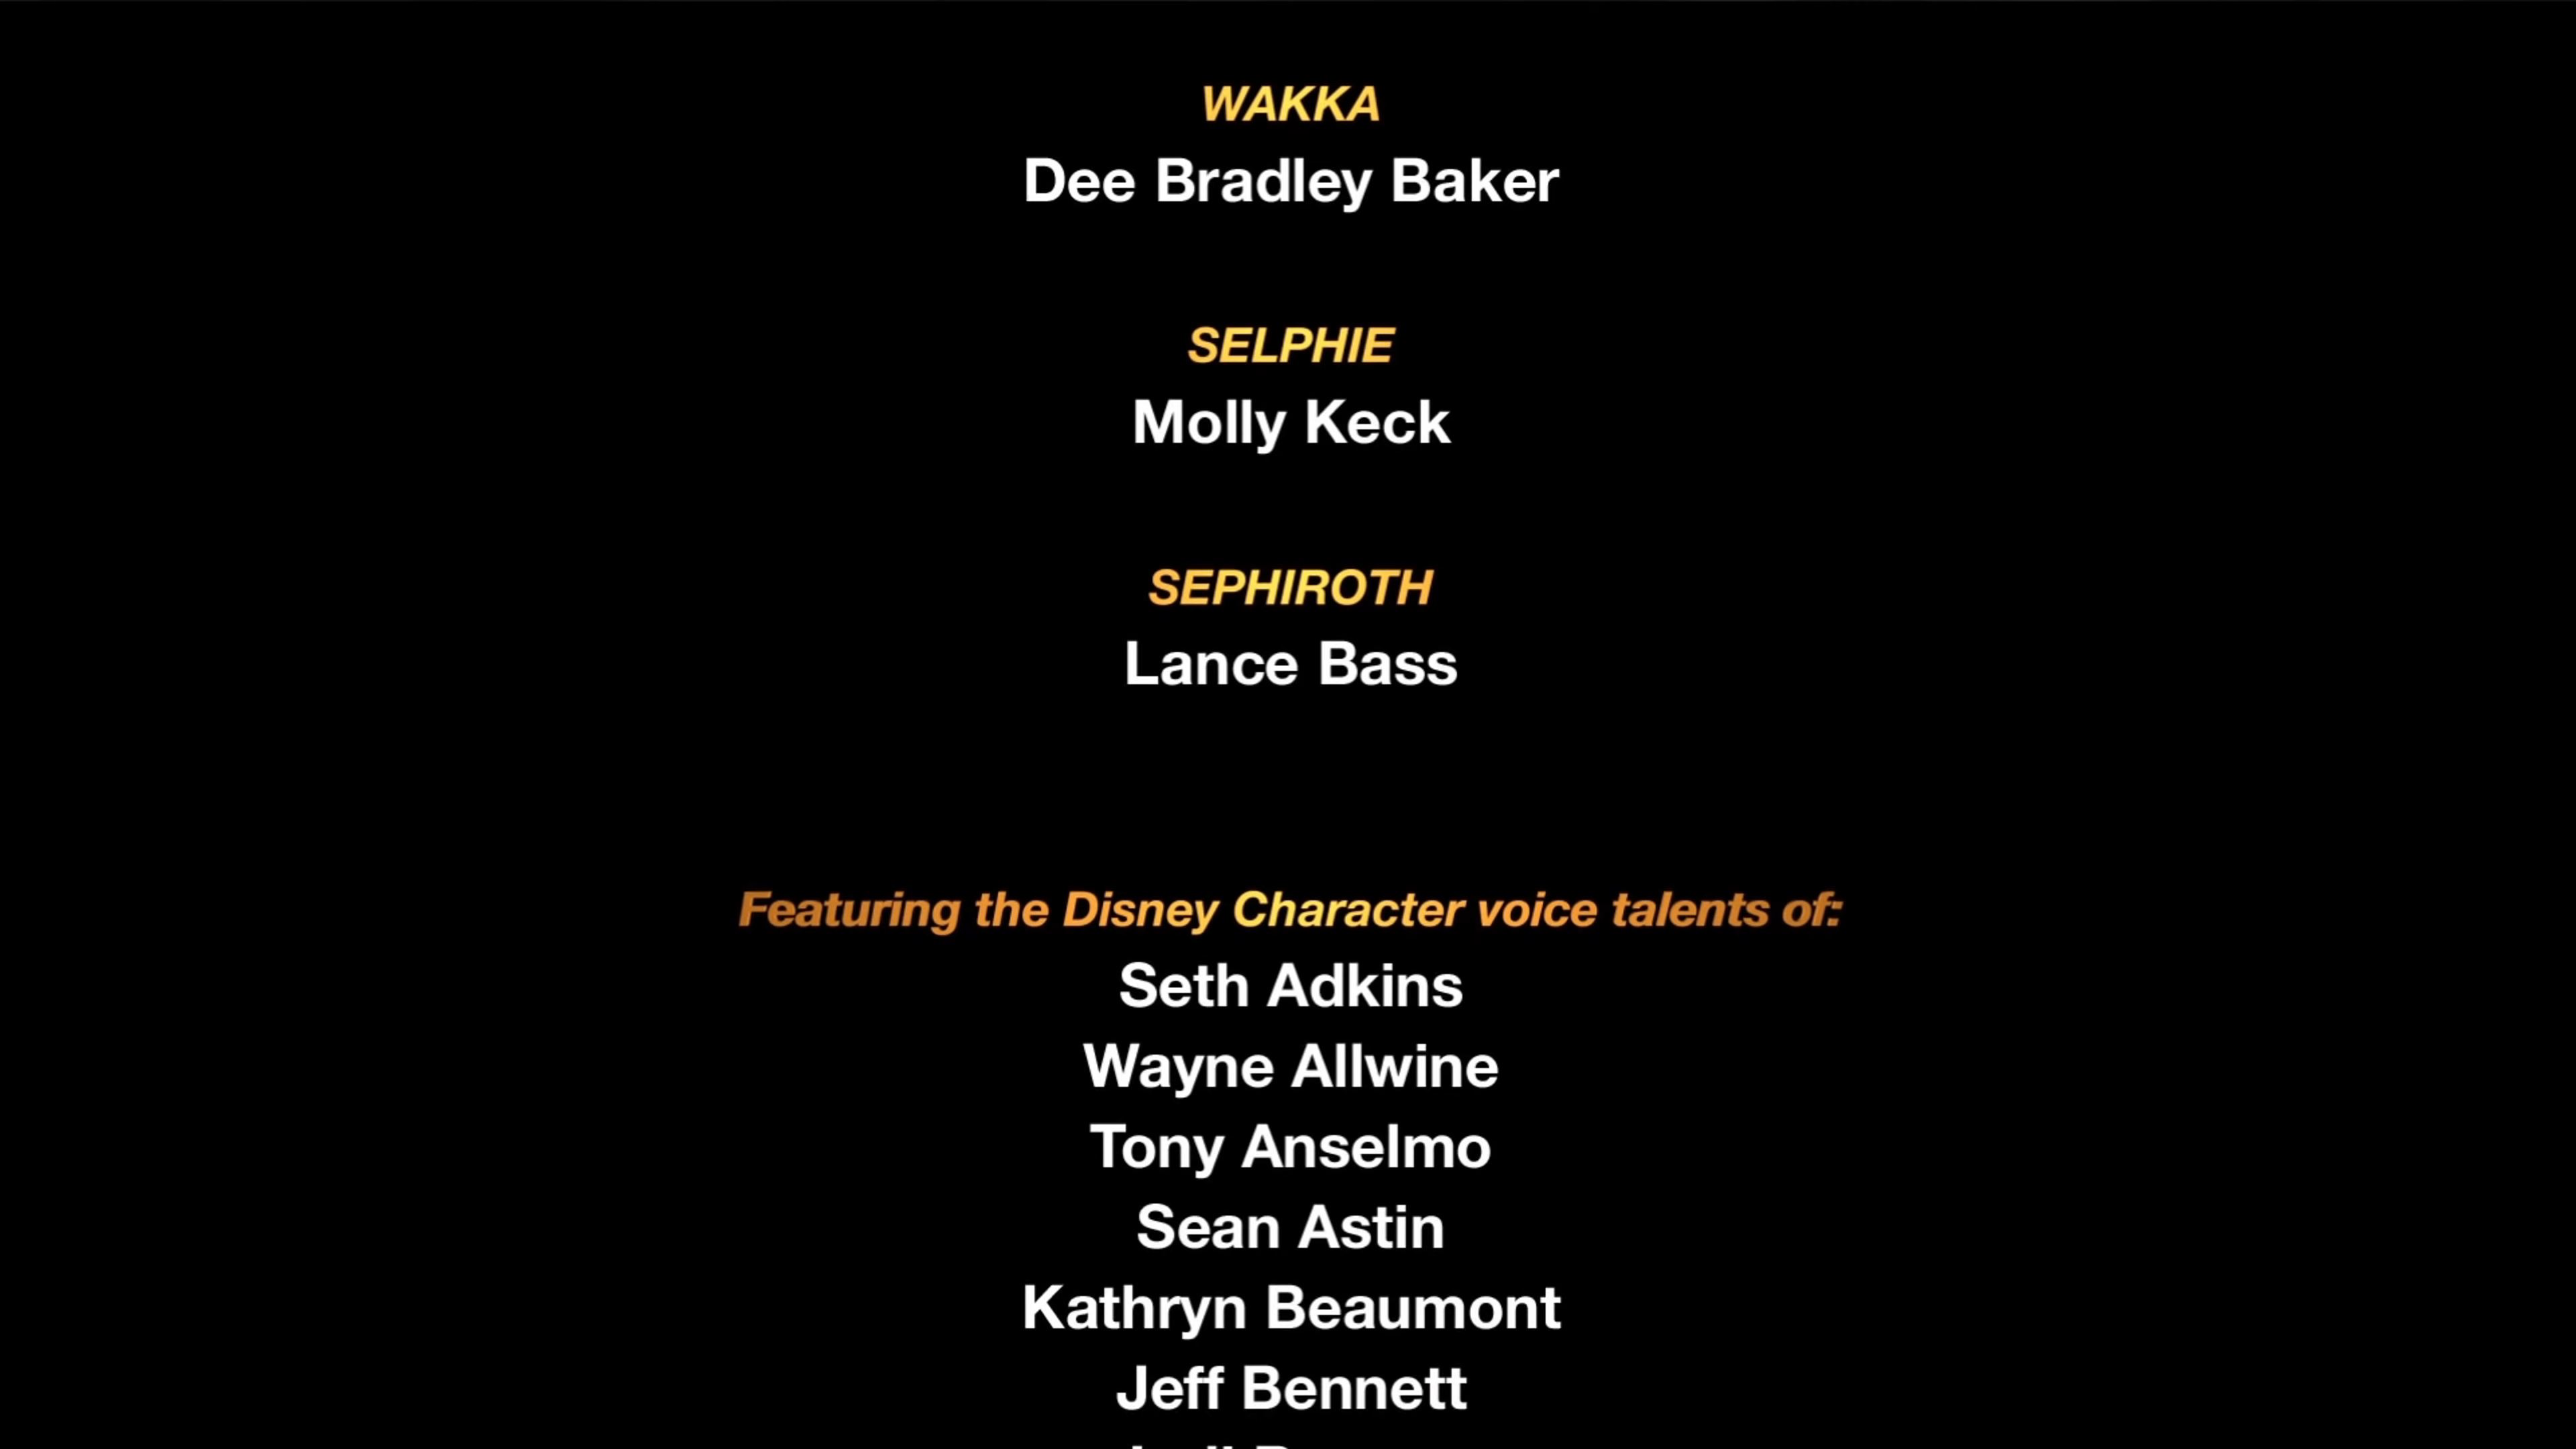 WAKKA
Dee Bradley Baker
SELPHIE
Molly Keck
SEPHIROTH
Lance Bass
Featuring the Disney Character voice talents of:
Seth Adkins
Wayne Allwine
Tony Anselmo
Sean Astin
Kathryn Beaumont
Jeff Bennett